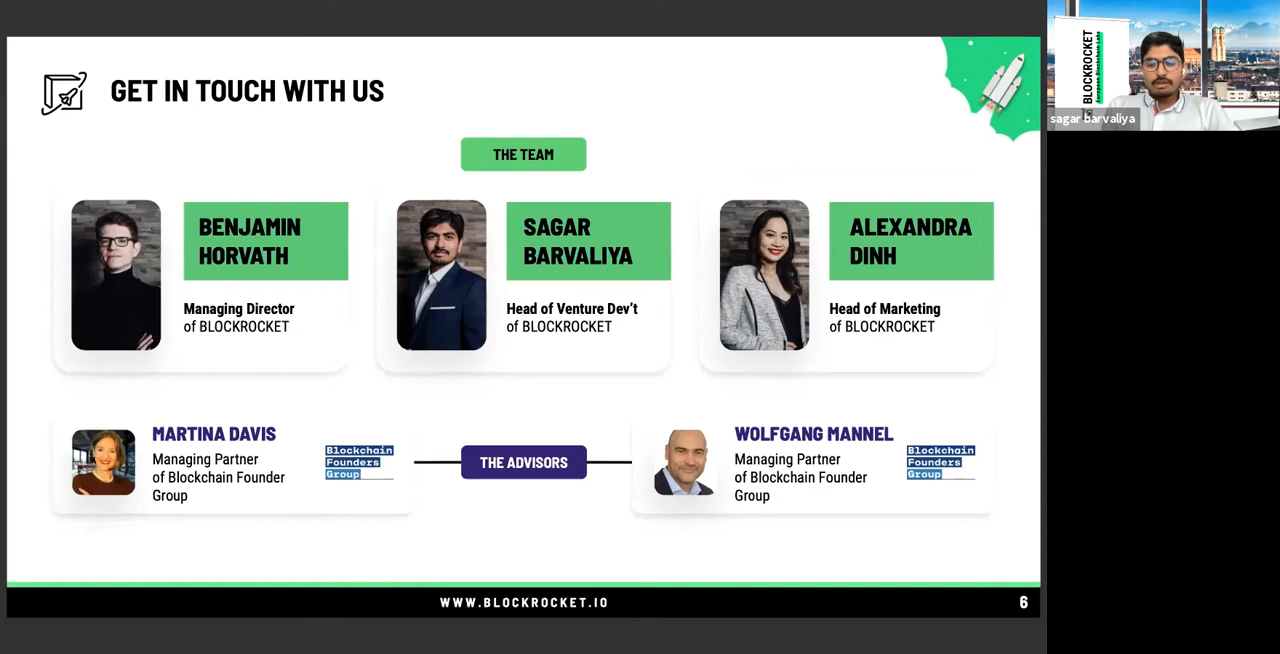 GET IN TOUCH WITH US
THE TEAM
BENJAMIN
HORVATH
Managing Director
of BLOCKROCKET
SAGAR
BARVALIYA
Head of Venture Dev't
of BLOCKROCKET
ALEXANDRA
DINH
Head of Marketing
of BLOCKROCKET
MARTINA DAVIS
Managing Partner
of Blockchain Founder
Group
Blockchain
Founders
Group
THE ADVISORS
WOLFGANG MANNEL
Managing Partner
of Blockchain Founder
Group
Blockchain
Founders
Group
WWW.BLOCKROCKET.IO
6
BLOCKROCKET
European Blockchain Labs
sagar barvaliya